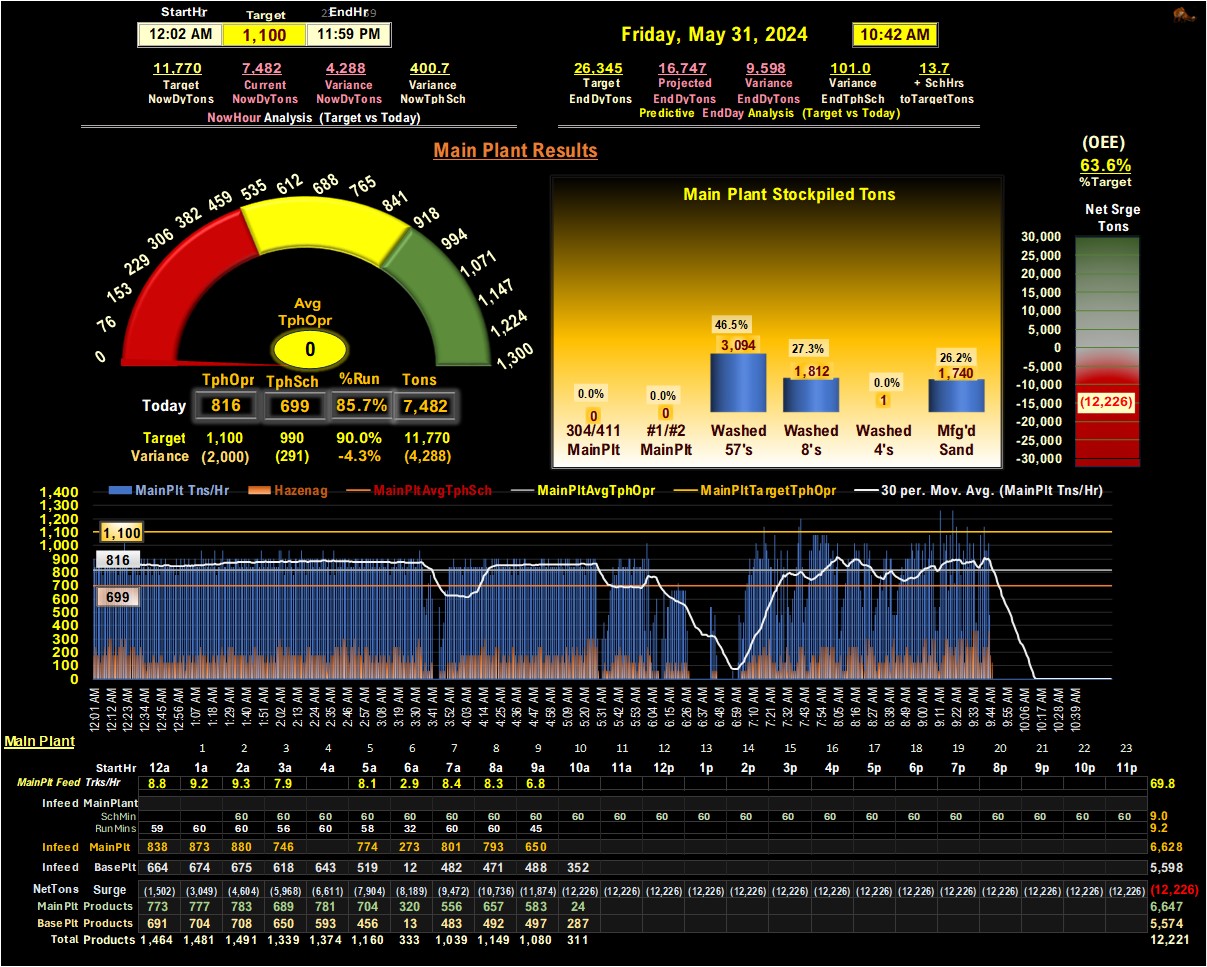 StartHr Target EndHr
12:02 AM 1,100 11:59 PM
Friday, May 31, 2024 10:42 AM
11,770 7,482 4,288 400.7
Target Current Variance Variance
NowDyTons NowDyTons NowDyTons NowTphSch
NowHour Analysis (Target vs Today)
26,345 16,747 9,598 101.0 13.7
Target Projected Variance Variance + SchHrs
EndDyTons EndDyTons EndDyTons EndTphSch toTargetTons
Predictive EndDay Analysis (Target vs Today)
Main Plant Results
(OEE)
63.6%
%Target
Net Srge
Tons
30,000
25,000
20,000
15,000
10,000
5,000
0
-5,000
-10,000
-15,000
-20,000
-25,000
-30,000
(12,226)
0 76 153 229 306 382 459 535 612 688 765 841 918 994 1,071 1,147 1,224 1,300
Avg
TphOpr
0
TphOpr TphSch %Run Tons
Today 816 699 85.7% 7,482
Target 1,100 990 90.0% 11,770
Variance (2,000) (291) -4.3% (4,288)
Main Plant Stockpiled Tons
0.0% 0.0% 46.5% 27.3% 0.0% 26.2%
0 0 3,094 1,812 1 1,740
304/411 #1/#2 Washed Washed Washed Mfg'd
MainPlt MainPlt 57's 8's 4's Sand
MainPlt Tns/Hr Hazenag MainPltAvgTphSch MainPltAvgTphOpr MainPltTargetTphOpr 30 per. Mov. Avg. (MainPlt Tns/Hr)
1,400
1,300
1,200
1,100
1,000
900
800
700
600
500
400
300
200
100
0
1,100
816
699
12:01 AM 12:12 AM 12:23 AM 12:34 AM 12:45 AM 12:56 AM 1:07 AM 1:18 AM 1:29 AM 1:40 AM 1:51 AM 2:02 AM 2:13 AM 2:24 AM 2:35 AM 2:46 AM 2:57 AM 3:08 AM 3:19 AM 3:30 AM 3:41 AM 3:52 AM 4:03 AM 4:14 AM 4:25 AM 4:36 AM 4:47 AM 4:58 AM 5:09 AM 5:20 AM 5:31 AM 5:42 AM 5:53 AM 6:04 AM 6:15 AM 6:26 AM 6:37 AM 6:48 AM 6:59 AM 7:10 AM 7:21 AM 7:32 AM 7:43 AM 7:54 AM 8:05 AM 8:16 AM 8:27 AM 8:38 AM 8:49 AM 9:00 AM 9:11 AM 9:22 AM 9:33 AM 9:44 AM 9:55 AM 10:06 AM 10:17 AM 10:28 AM 10:39 AM
Main Plant
1 2 3 4 5 6 7 8 9 10 11 12 13 14 15 16 17 18 19 20 21 22 23
StartHr 12a 1a 2a 3a 4a 5a 6a 7a 8a 9a 10a 11a 12p 1p 2p 3p 4p 5p 6p 7p 8p 9p 10p 11p
MainPlt Feed Trks/Hr 8.8 9.2 9.3 7.9 8.1 2.9 8.4 8.3 6.8 69.8
Infeed MainPlant
SchMin 60 60 60 60 60 60 60 60 60 60 60 60 60 60 60 60 60 60 60 60 60 60 9.0
RunMins 59 60 60 56 60 58 32 60 60 45 9.2
Infeed MainPlt 838 873 880 746 774 273 801 793 650 6,628
Infeed BasePlt 664 674 675 618 643 519 12 482 471 488 352 5,598
NetTons Surge (1,502) (3,049) (4,604) (5,968) (6,611) (7,904) (8,189) (9,472) (10,736) (11,874) (12,226) (12,226) (12,226) (12,226) (12,226) (12,226) (12,226) (12,226) (12,226) (12,226) (12,226) (12,226) (12,226) (12,226) (12,226)
MainPlt Products 773 777 783 689 781 704 320 556 657 583 24 6,647
BasePlt Products 691 704 708 650 593 456 13 483 492 497 287 5,574
Total Products 1,464 1,481 1,491 1,339 1,374 1,160 333 1,039 1,149 1,080 311 12,221